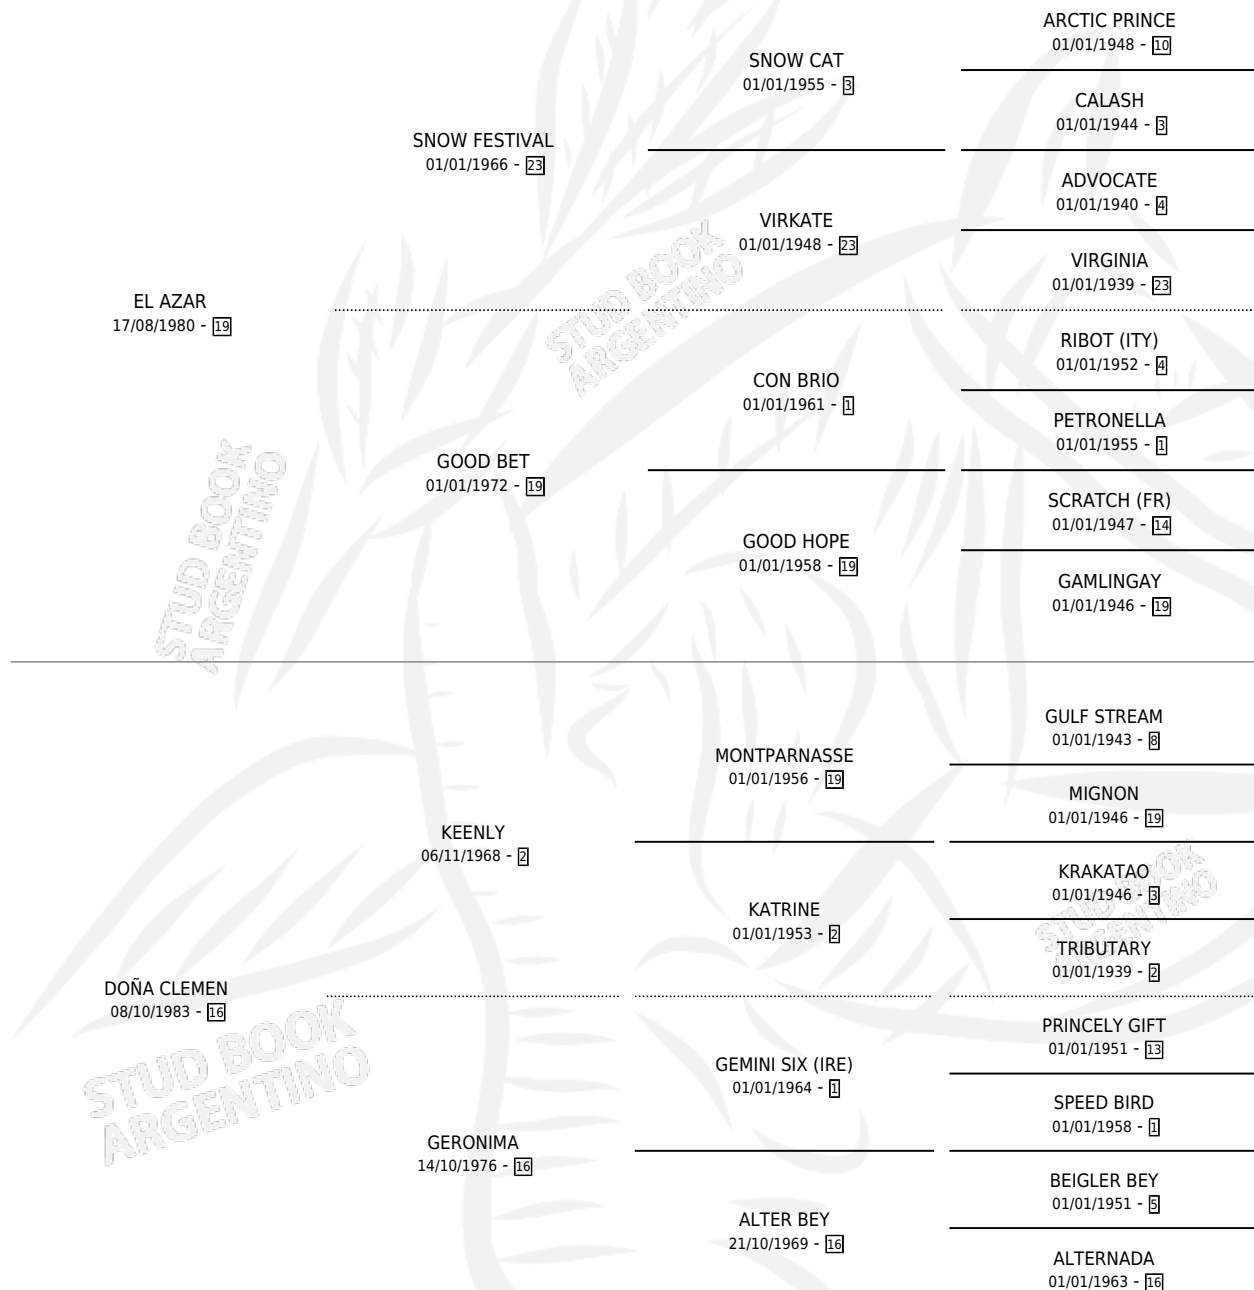 ARCTIC PRINCE
01/01/1948 - 10
SNOW CAT
01/01/1955 - 3
CALASH
01/01/1944 - 3
SNOW FESTIVAL
01/01/1966 - 23
ADVOCATE
01/01/1940 - 4
VIRKATE
01/01/1948 - 23
VIRGINIA
01/01/1939 - 23
EL AZAR
17/08/1980 - 19
STUD BOOK
ARGENTINO
RIBOT (ITY)
01/01/1952 - 4
CON BRIO
01/01/1961 - 1
PETRONELLA
01/01/1955 - 1
GOOD BET
01/01/1972 - 19
SCRATCH (FR)
01/01/1947 - 14
GOOD HOPE
01/01/1958 - 19
GAMLINGAY
01/01/1946 - 19
STUD BOOK
ARGENTINO
GULF STREAM
01/01/1943 - 8
MONTPARNASSE
01/01/1956 - 19
MIGNON
01/01/1946 - 19
KEENLY
06/11/1968 - 2
KRAKATAO
01/01/1946 - 3
KATRINE
01/01/1953 - 2
TRIBUTARY
01/01/1939 - 2
STUD BOOK
ARGENTINO
DOÑA CLEMEN
08/10/1983 - 16
PRINCELY GIFT
01/01/1951 - 13
GEMINI SIX (IRE)
01/01/1964 - 1
SPEED BIRD
01/01/1958 - 1
STUD BOOK
ARGENTINO
GERONIMA
14/10/1976 - 16
BEIGLER BEY
01/01/1951 - 5
ALTER BEY
21/10/1969 - 16
ALTERNADA
01/01/1963 - 16